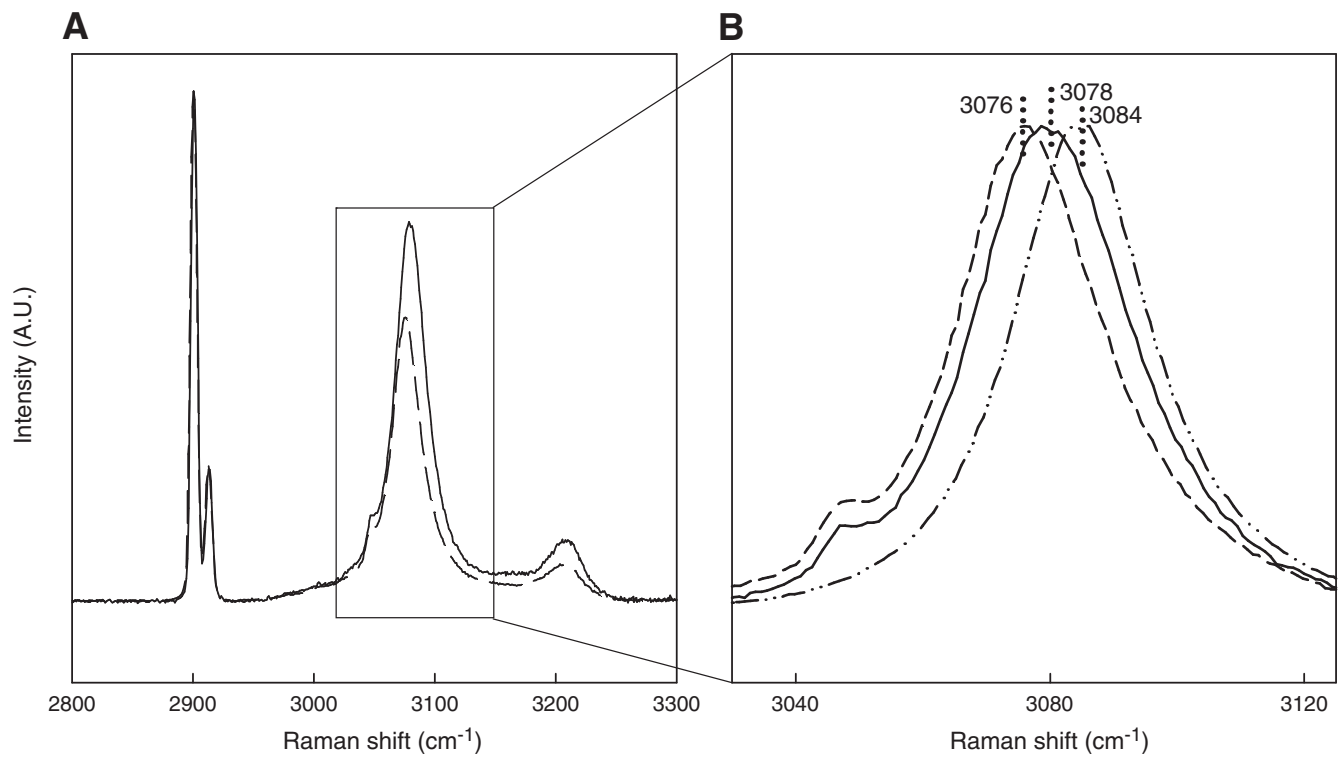 A
B
3076
3078
3084
Intensity (A.U.)
2800 2900 3000 3100 3200 3300
3040 3080 3120
Raman shift (cm-1)
Raman shift (cm-1)